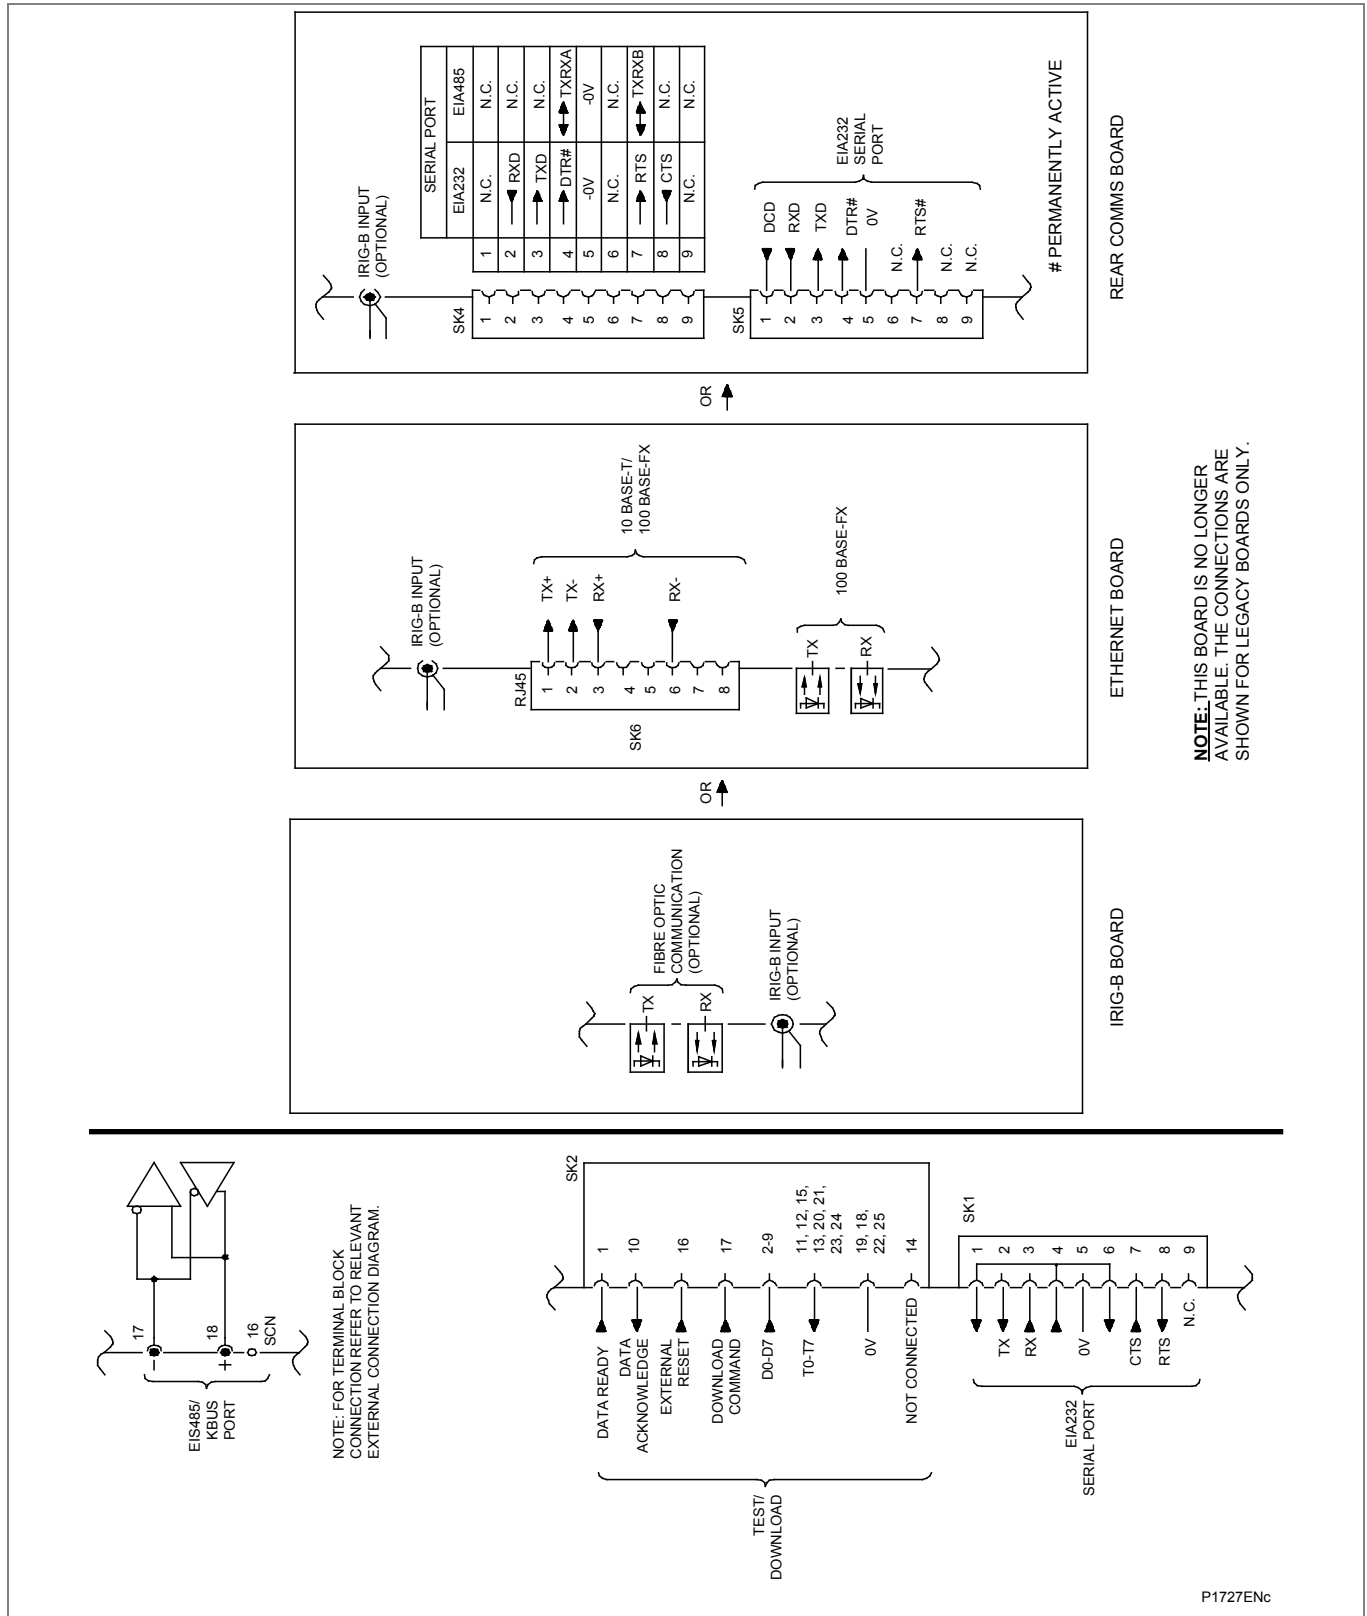 SERIAL PORT
EIA232 EIA485
1 N.C. N.C.
2 RXD N.C.
3 TXD N.C.
4 DTR# TXRXA
5 -0V -0V
6 N.C. N.C.
7 RTS TXRXB
8 CTS N.C.
9 N.C. N.C.
IRIG-B INPUT
(OPTIONAL)
SK4
1
2
3
4
5
6
7
8
9
SK5
1 DCD
2 RXD
3 TXD
4 DTR#
5 0V
6 N.C.
7 RTS#
8 N.C.
9 N.C.
EIA232
SERIAL
PORT
# PERMANENTLY ACTIVE
REAR COMMS BOARD
OR
IRIG-B INPUT
(OPTIONAL)
RJ45
SK6
1 TX+
2 TX-
3 RX+
4
5
6 RX-
7
8
10 BASE-T/
100 BASE-FX
TX
RX
100 BASE-FX
ETHERNET BOARD
NOTE: THIS BOARD IS NO LONGER
AVAILABLE. THE CONNECTIONS ARE
SHOWN FOR LEGACY BOARDS ONLY.
OR
FIBRE OPTIC
COMMUNICATION
(OPTIONAL)
TX
RX
IRIG-B INPUT
(OPTIONAL)
IRIG-B BOARD
17
-
18
+
16
SCN
EIS485/
KBUS
PORT
NOTE: FOR TERMINAL BLOCK
CONNECTION REFER TO RELEVANT
EXTERNAL CONNECTION DIAGRAM.
SK2
DATA READY 1
DATA
ACKNOWLEDGE 10
EXTERNAL
RESET 16
DOWNLOAD
COMMAND 17
D0-D7 2-9
T0-T7 11, 12, 15,
13, 20, 21,
23, 24
0V 19, 18,
22, 25
NOT CONNECTED 14
TEST/
DOWNLOAD
SK1
1
TX 2
RX 3
4
0V 5
6
CTS 7
RTS 8
N.C. 9
EIA232
SERIAL PORT
P1727ENc